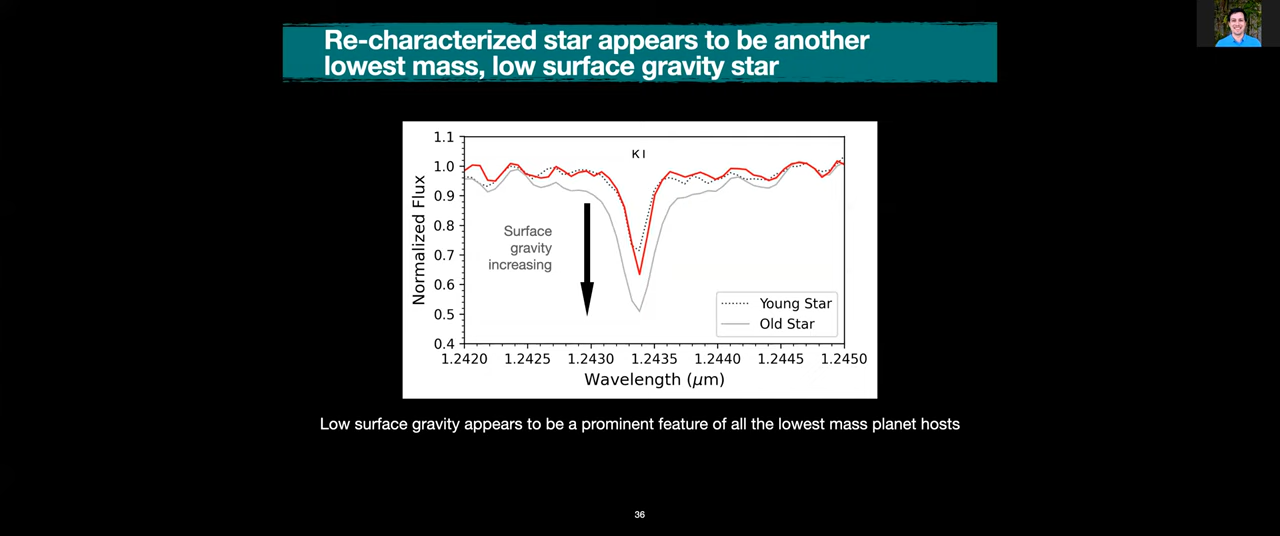 Re-characterized star appears to be another
lowest mass, low surface gravity star
1.1
1.0
0.9
0.8
0.7
0.6
0.5
0.4
Normalized Flux
K I
Surface
gravity
increasing
Young Star
Old Star
1.2420 1.2425 1.2430 1.2435 1.2440 1.2445 1.2450
Wavelength (μm)
Low surface gravity appears to be a prominent feature of all the lowest mass planet hosts
36